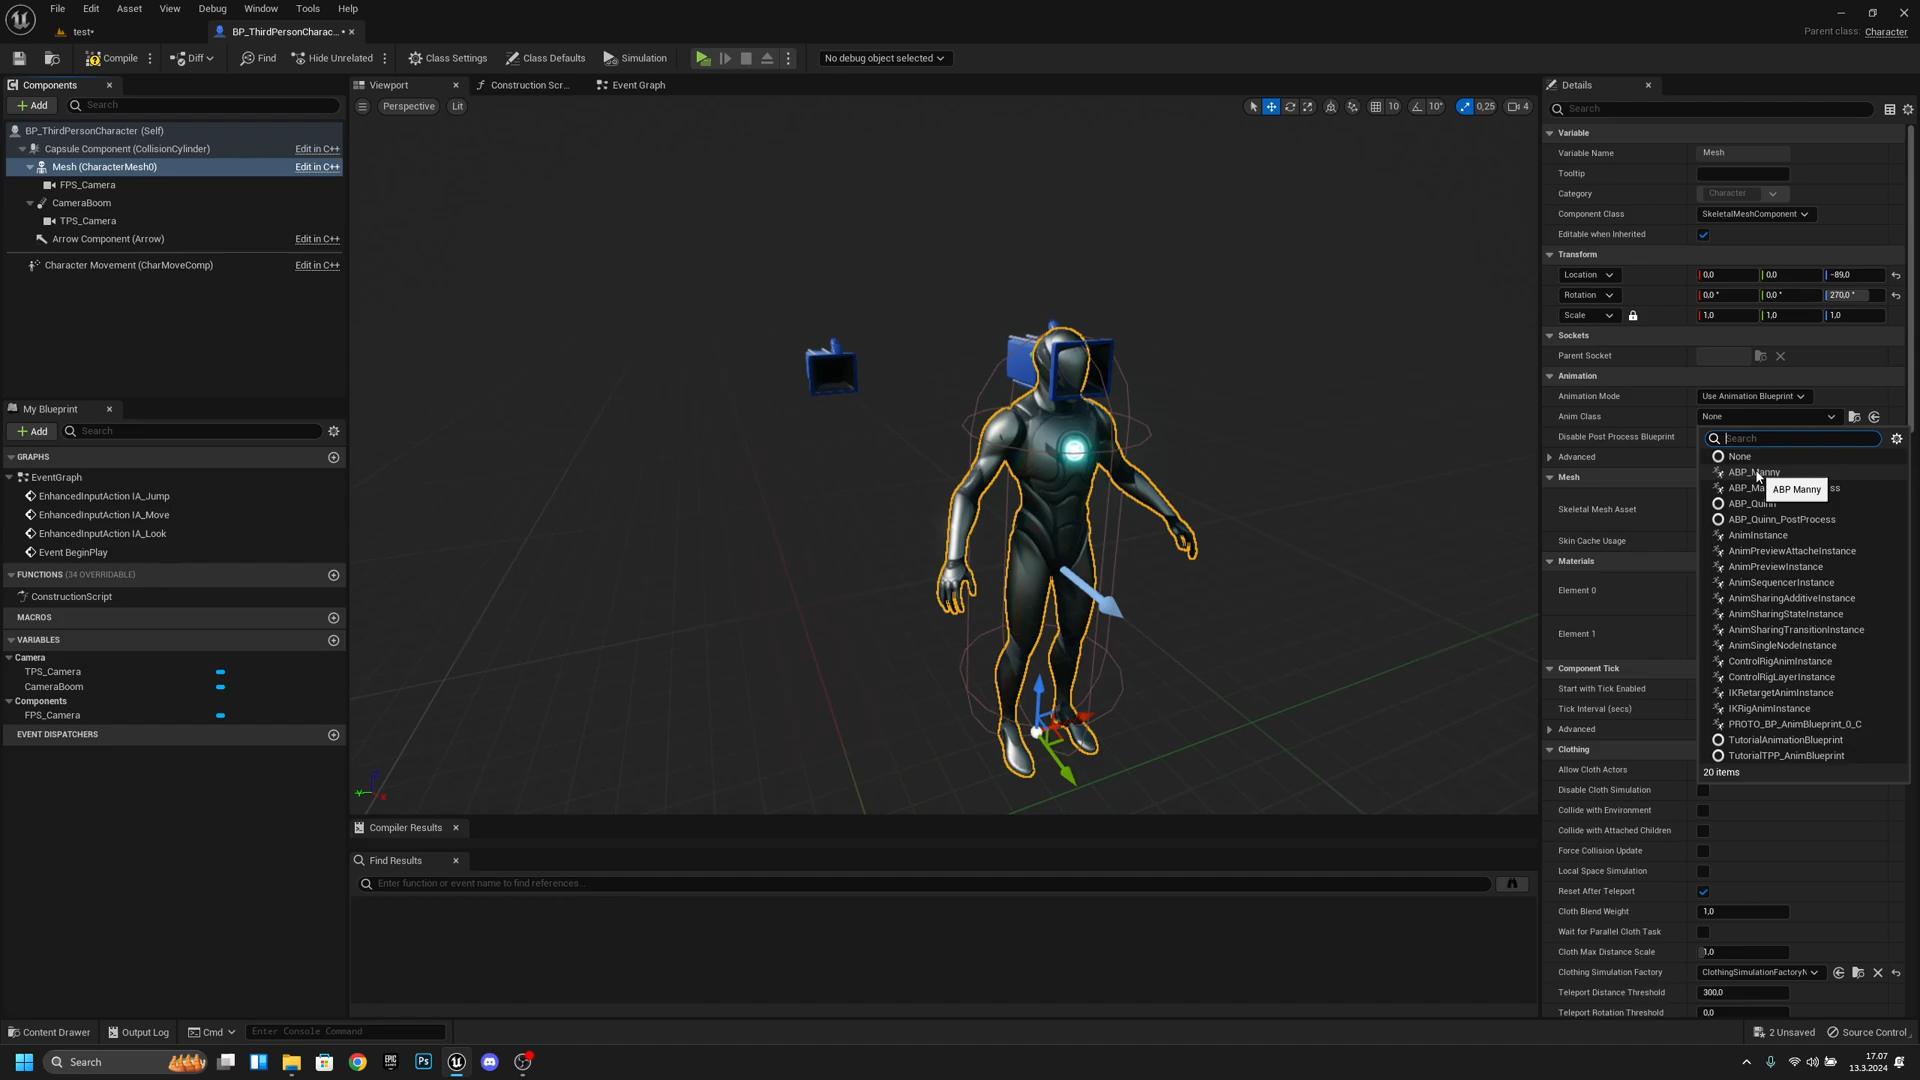 File Edit Asset View Debug Window Tools Help
test*
BP_ThirdPersonCharac... •
Parent class: Character
Compile
Diff
Find
Hide Unrelated
Class Settings
Class Defaults
Simulation
No debug object selected
Components
Add
Search
BP_ThirdPersonCharacter (Self)
Capsule Component (CollisionCylinder) Edit in C++
Mesh (CharacterMesh0) Edit in C++
FPS_Camera
CameraBoom
TPS_Camera
Arrow Component (Arrow) Edit in C++
Character Movement (CharMoveComp) Edit in C++
My Blueprint
Add
Search
GRAPHS
EventGraph
EnhancedInputAction IA_Jump
EnhancedInputAction IA_Move
EnhancedInputAction IA_Look
Event BeginPlay
FUNCTIONS (34 OVERRIDABLE)
ConstructionScript
MACROS
VARIABLES
Camera
TPS_Camera
CameraBoom
Components
FPS_Camera
EVENT DISPATCHERS
Viewport
Construction Scr...
Event Graph
Perspective
Lit
10
10°
0,25
4
Compiler Results
Find Results
Enter function or event name to find references...
Details
Search
Variable
Variable Name Mesh
Tooltip
Category Character
Component Class SkeletalMeshComponent
Editable when Inherited
Transform
Location 0,0 0,0 -89,0
Rotation 0,0 ° 0,0 ° 270,0 °
Scale 1,0 1,0 1,0
Sockets
Parent Socket
Animation
Animation Mode Use Animation Blueprint
Anim Class None
Disable Post Process Blueprint
Advanced
Mesh
Skeletal Mesh Asset
Skin Cache Usage
Materials
Element 0
Element 1
Component Tick
Start with Tick Enabled
Tick Interval (secs)
Advanced
Clothing
Allow Cloth Actors
Disable Cloth Simulation
Collide with Environment
Collide with Attached Children
Force Collision Update
Local Space Simulation
Reset After Teleport
Cloth Blend Weight 1,0
Wait for Parallel Cloth Task
Cloth Max Distance Scale 1,0
Clothing Simulation Factory ClothingSimulationFactoryN
Teleport Distance Threshold 300,0
Teleport Rotation Threshold 0,0
Search
None
ABP_Manny
ABP Manny
ABP_Ma ss
ABP_Quinn
ABP_Quinn_PostProcess
AnimInstance
AnimPreviewAttacheInstance
AnimPreviewInstance
AnimSequencerInstance
AnimSharingAdditiveInstance
AnimSharingStateInstance
AnimSharingTransitionInstance
AnimSingleNodeInstance
ControlRigAnimInstance
ControlRigLayerInstance
IKRetargetAnimInstance
IKRigAnimInstance
PROTO_BP_AnimBlueprint_0_C
TutorialAnimationBlueprint
TutorialTPP_AnimBlueprint
20 items
Content Drawer
Output Log
Cmd
Enter Console Command
2 Unsaved
Source Control
Search
EPIC
Ps
17.07
13.3.2024